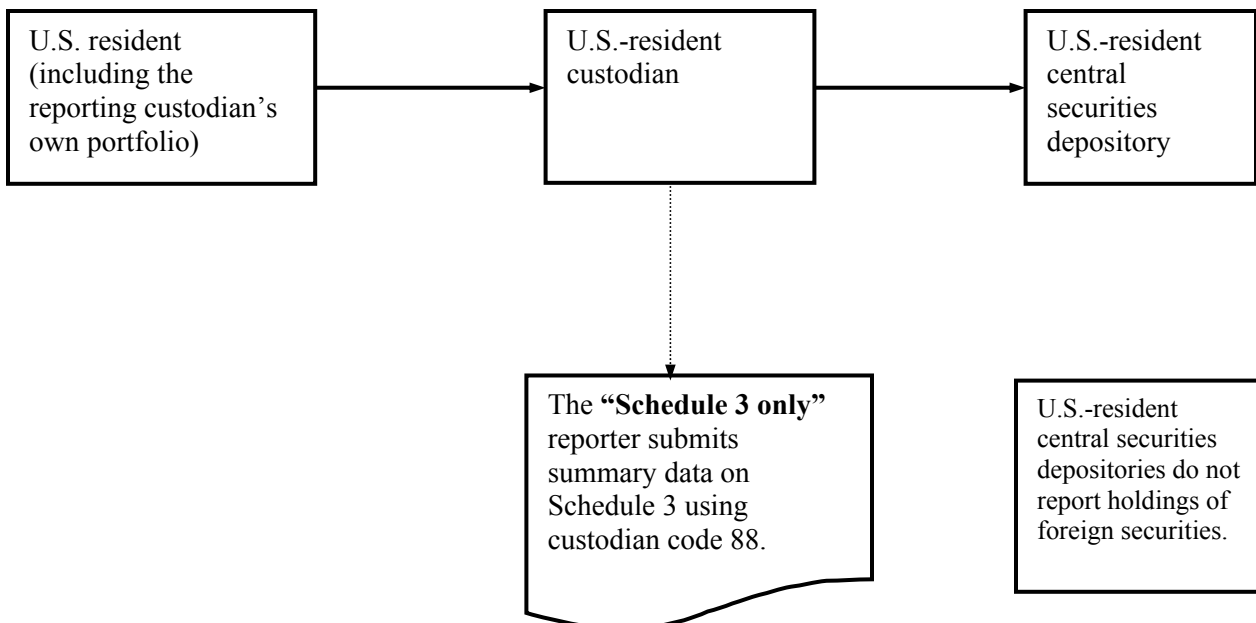 U.S. resident
(including the
reporting custodian’s
own portfolio)
U.S.-resident
custodian
U.S.-resident
central
securities
depository
The “Schedule 3 only”
reporter submits
summary data on
Schedule 3 using
custodian code 88.
U.S.-resident
central securities
depositories do not
report holdings of
foreign securities.